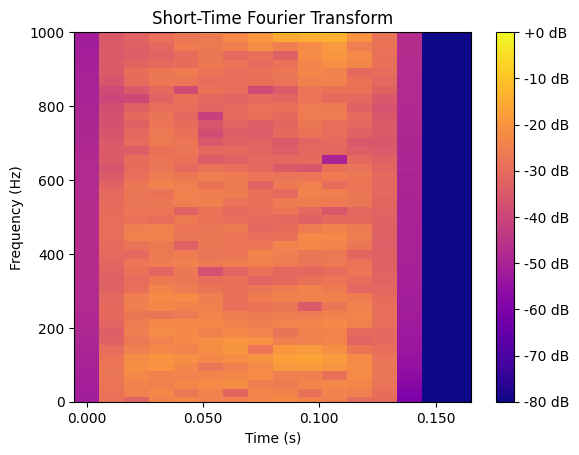 Short-Time Fourier Transform
Frequency (Hz)
1000
800
600
400
200
0
0.000
0.050
0.100
0.150
Time (s)
+0 dB
-10 dB
-20 dB
-30 dB
-40 dB
-50 dB
-60 dB
-70 dB
-80 dB